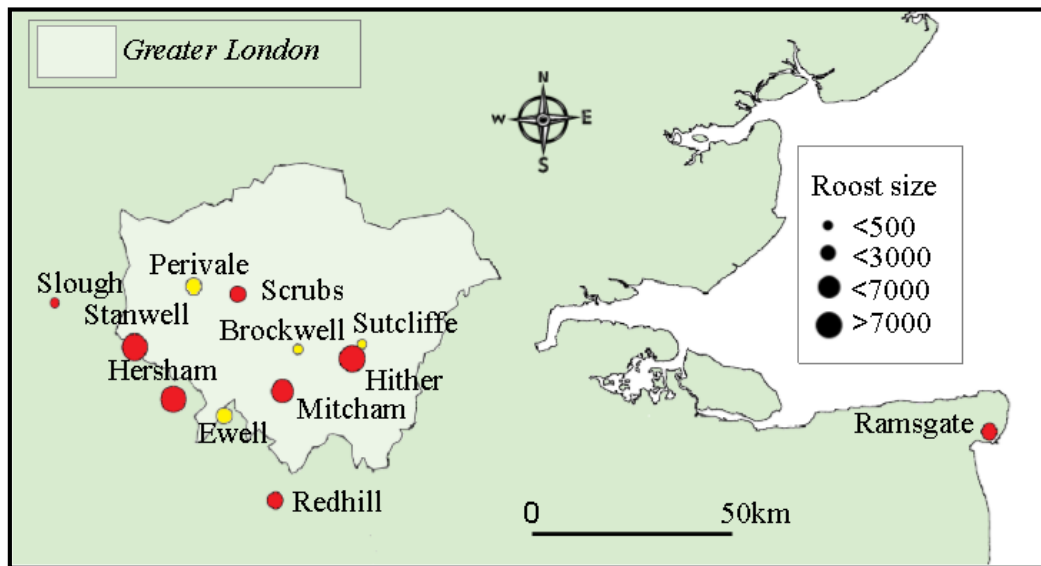 Greater London
N
W
E
S
Roost size
<500
<3000
<7000
>7000
Perivale
Slough
Scrubs
Stanwell
Brockwell
Sutcliffe
Hersham
Hither
Mitcham
Ewell
Ramsgate
Redhill
0
50km